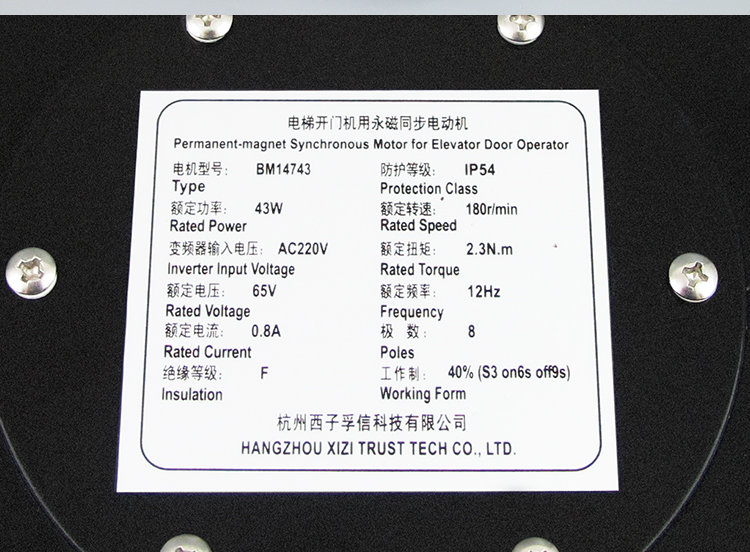 电梯开门机用永磁同步电动机
Permanent-magnet Synchronous Motor for Elevator Door Operator
电机型号: BM14743 防护等级: IP54
Type Protection Class
额定功率: 43W 额定转速: 180r/min
Rated Power Rated Speed
变频器输入电压: AC220V 额定扭矩: 2.3N.m
Inverter Input Voltage Rated Torque
额定电压: 65V 额定频率: 12Hz
Rated Voltage Frequency
额定电流: 0.8A 极 数: 8
Rated Current Poles
绝缘等级: F 工作制: 40% (S3 on6s off9s)
Insulation Working Form
杭州西子孚信科技有限公司
HANGZHOU XIZI TRUST TECH CO., LTD.